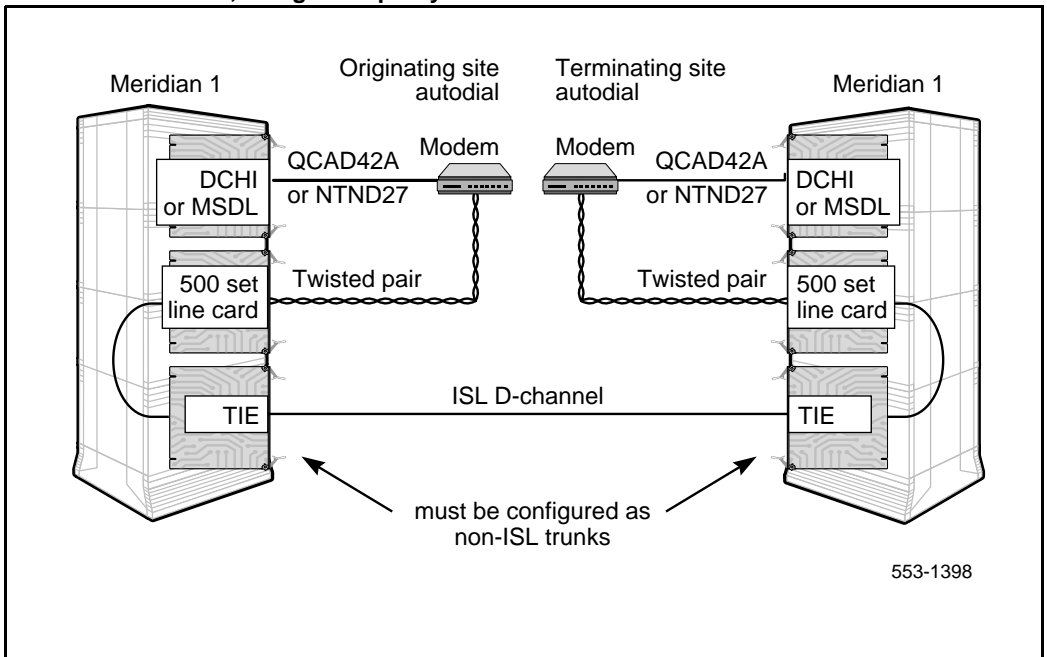 Meridian 1
Originating site
autodial
Terminating site
autodial
Meridian 1
DCHI
or MSDL
QCAD42A
or NTND27
Modem
Modem
QCAD42A
or NTND27
DCHI
or MSDL
500 set
line card
Twisted pair
Twisted pair
500 set
line card
TIE
ISL D-channel
TIE
must be configured as
non-ISL trunks
553-1398